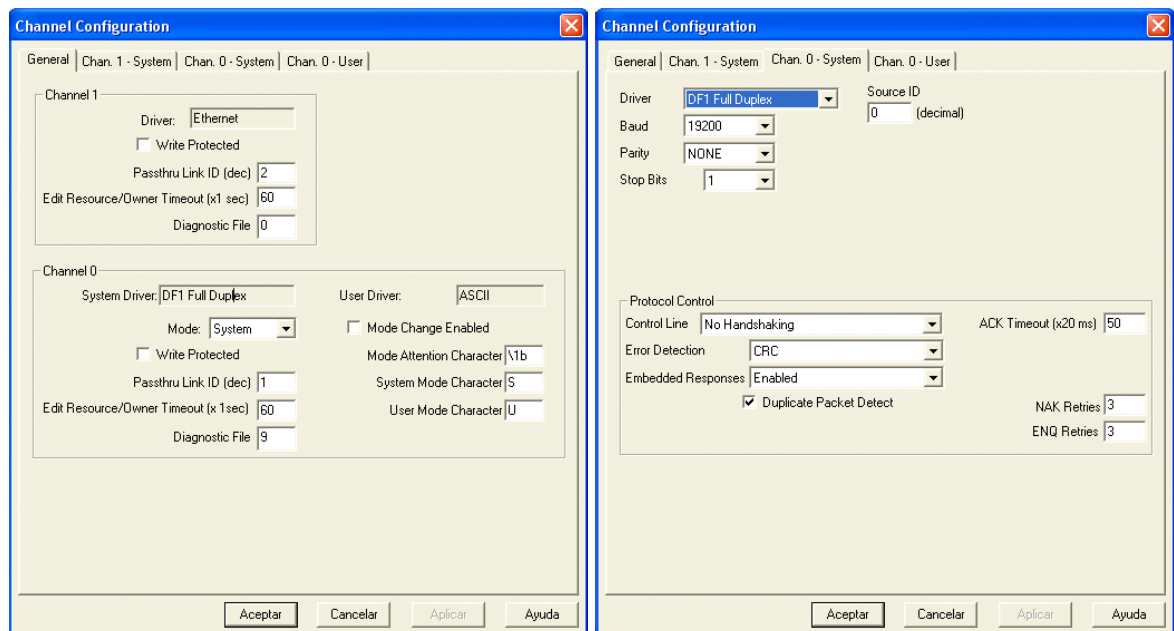 Channel Configuration
General Chan. 1 - System Chan. 0 - System Chan. 0 - User
Channel 1
Driver: Ethernet
Write Protected
Passthru Link ID (dec) 2
Edit Resource/Owner Timeout (x1 sec) 60
Diagnostic File 0
Channel 0
System Driver: DF1 Full Duplex User Driver: ASCII
Mode: System Mode Change Enabled
Write Protected Mode Attention Character \1b
Passthru Link ID (dec) 1 System Mode Character S
Edit Resource/Owner Timeout (x 1sec) 60 User Mode Character U
Diagnostic File 9
Aceptar Cancelar Aplicar Ayuda
Channel Configuration
General Chan. 1 - System Chan. 0 - System Chan. 0 - User
Driver DF1 Full Duplex Source ID
Baud 19200 0 (decimal)
Parity NONE
Stop Bits 1
Protocol Control
Control Line No Handshaking ACK Timeout (x20 ms) 50
Error Detection CRC
Embedded Responses Enabled
Duplicate Packet Detect NAK Retries 3
ENQ Retries 3
Aceptar Cancelar Aplicar Ayuda